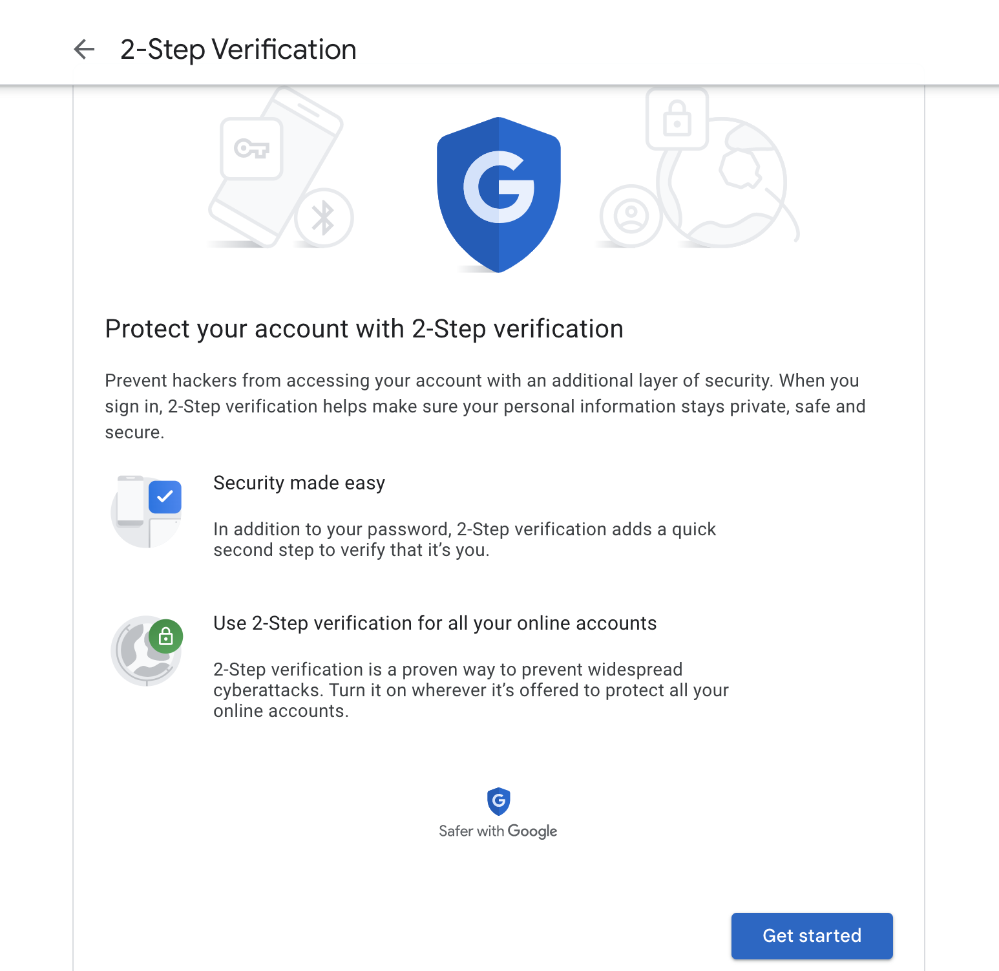 2-Step Verification
Protect your account with 2-Step verification
Prevent hackers from accessing your account with an additional layer of security. When you
sign in, 2-Step verification helps make sure your personal information stays private, safe and
secure.
Security made easy
In addition to your password, 2-Step verification adds a quick
second step to verify that it’s you.
Use 2-Step verification for all your online accounts
2-Step verification is a proven way to prevent widespread
cyberattacks. Turn it on wherever it’s offered to protect all your
online accounts.
Safer with Google
Get started